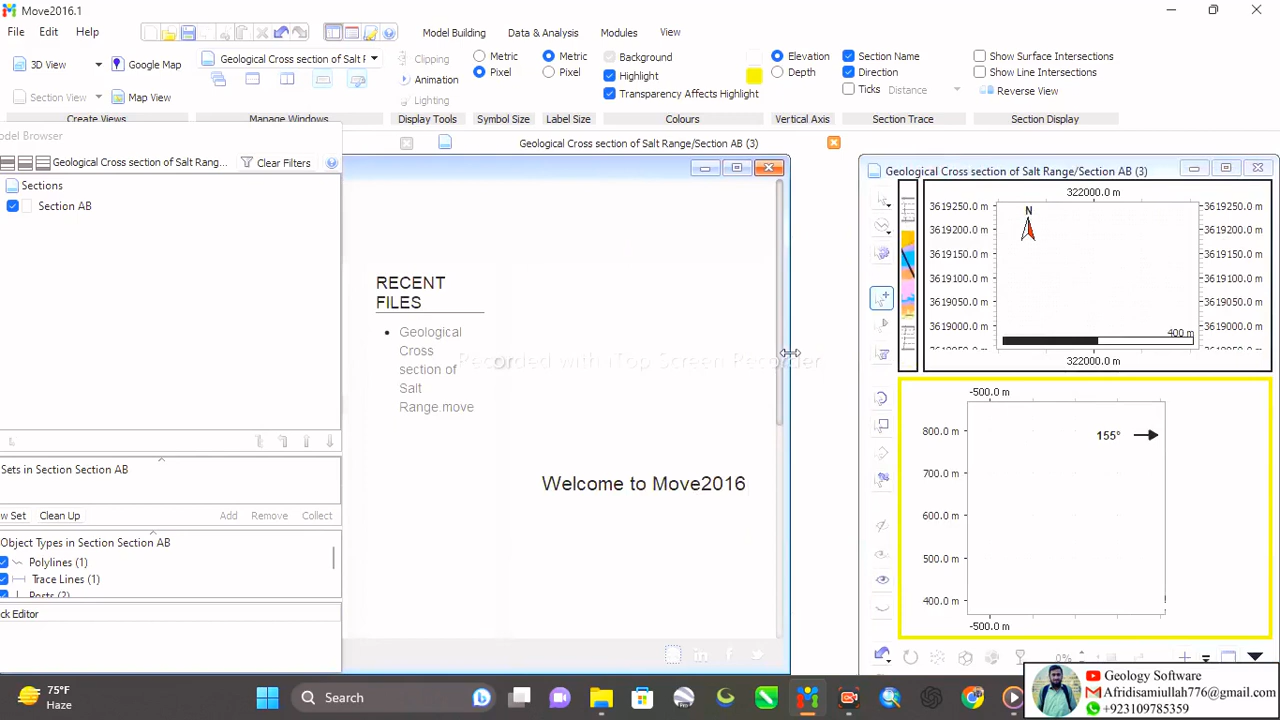 Move2016.1
File Edit Help Model Building Data & Analysis Modules View
3D View Google Map Geological Cross section of Salt F Clipping Metric Metric Background Elevation Section Name Show Surface Intersections
Animation Pixel Pixel Highlight Depth Direction Show Line Intersections
Section View Map View Lighting Transparency Affects Highlight Ticks Distance Reverse View
Create Views Manage Windows Display Tools Symbol Size Label Size Colours Vertical Axis Section Trace Section Display
odel Browser
Geological Cross section of Salt Range/Section AB (3)
Geological Cross section of Salt Rang... Clear Filters
Geological Cross section of Salt Range/Section AB (3)
Sections
Section AB
322000.0 m
3619250.0 m 3619250.0 m
N
3619200.0 m 3619200.0 m
3619150.0 m 3619150.0 m
3619100.0 m 3619100.0 m
3619050.0 m 3619050.0 m
3619000.0 m 3619000.0 m
400 m
322000.0 m
RECENT
FILES
Geological
Cross
section of
Salt
Range.move
Recorded with iTop Screen Recorder
Welcome to Move2016
-500.0 m
800.0 m
155°
700.0 m
600.0 m
500.0 m
400.0 m
-500.0 m
Sets in Section Section AB
w Set Clean Up Add Remove Collect
Object Types in Section Section AB
Polylines (1)
Trace Lines (1)
Posts (2)
ck Editor
in f
0%
75°F
Haze
Search
Geology Software
Afridisamiullah776@gmail.com
+923109785359